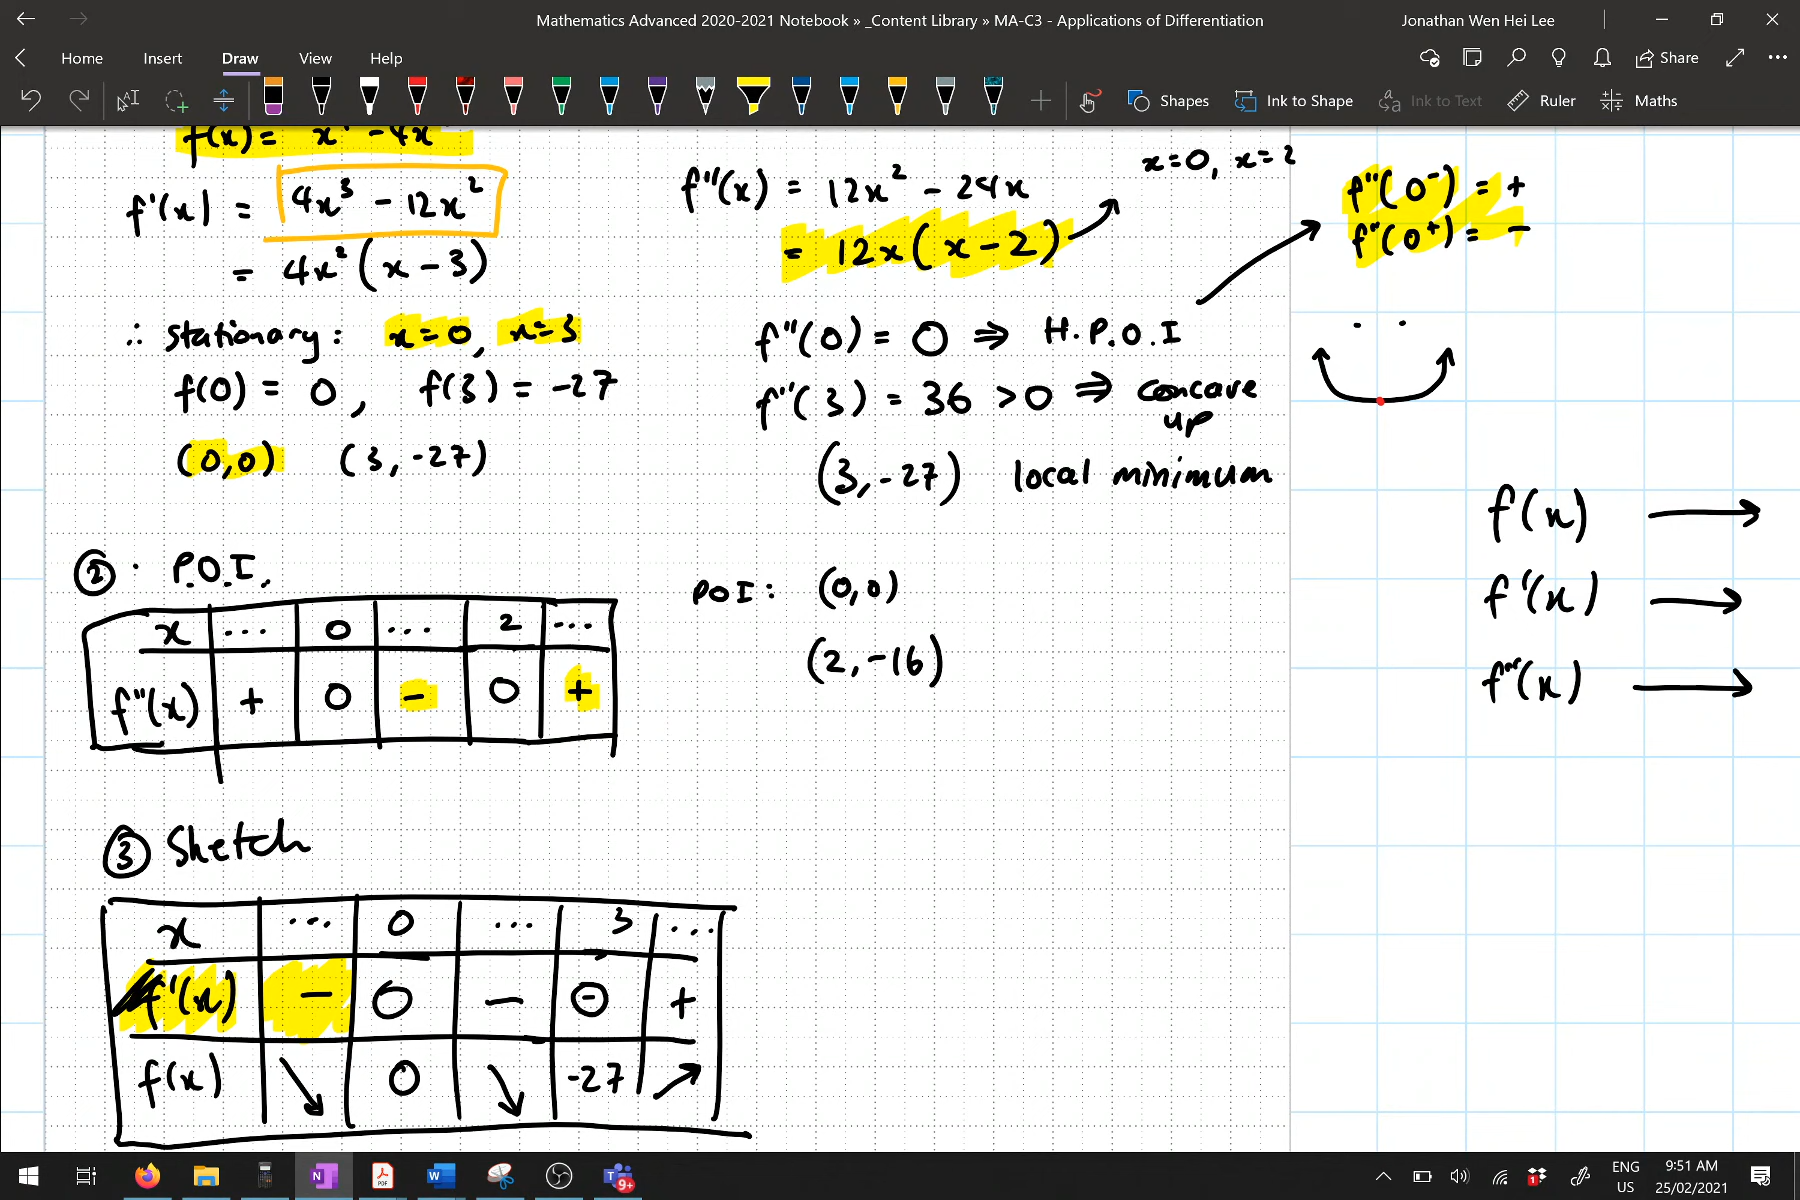 Mathematics Advanced 2020-2021 Notebook » _Content Library » MA-C3 - Applications of Differentiation
Jonathan Wen Hei Lee
Home Insert Draw View Help
Share
Shapes Ink to Shape Ink to Text Ruler Maths
f(x) =
f'(x) = 4x³ - 12x²
= 4x²(x-3)
∴ Stationary: x=0, x=3
f(0) = 0, f(3) = -27
(0,0) (3,-27)
f''(x) = 12x² - 24x
= 12x(x-2)
x=0, x=2
f''(0) = 0 ⇒ H.P.O.I
f''(3) = 36 >0 ⇒ concave
up
(3,-27) local minimum
f''(0⁻) = +
f''(0⁺) = -
f(x) →
f'(x) →
f''(x) →
② . P.O.I.
x ... 0 ... 2 ...
f''(x) + 0 - 0 +
POI: (0,0)
(2,-16)
③ Sketch
x ... 0 ... 3 ...
f'(x) - 0 - 0 +
f(x) ↘ 0 ↘ -27 ↗
ENG
US
9:51 AM
25/02/2021